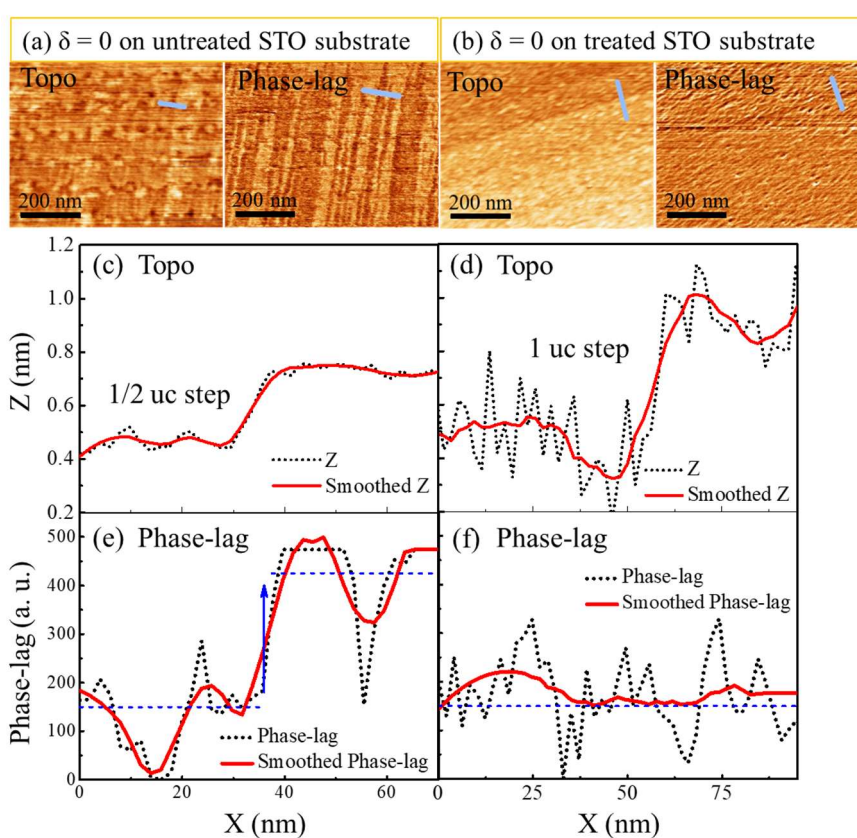 (a) δ = 0 on untreated STO substrate
(b) δ = 0 on treated STO substrate
Topo
Phase-lag
Topo
Phase-lag
200 nm
200 nm
200 nm
200 nm
(c) Topo
1.2
1.0
0.8
0.6
0.4
0.2
Z (nm)
1/2 uc step
Z
Smoothed Z
(d) Topo
1 uc step
Z
Smoothed Z
(e) Phase-lag
500
400
300
200
100
0
Phase-lag (a. u.)
Phase-lag
Smoothed Phase-lag
0
20
40
60
X (nm)
(f) Phase-lag
Phase-lag
Smoothed Phase-lag
0
25
50
75
X (nm)